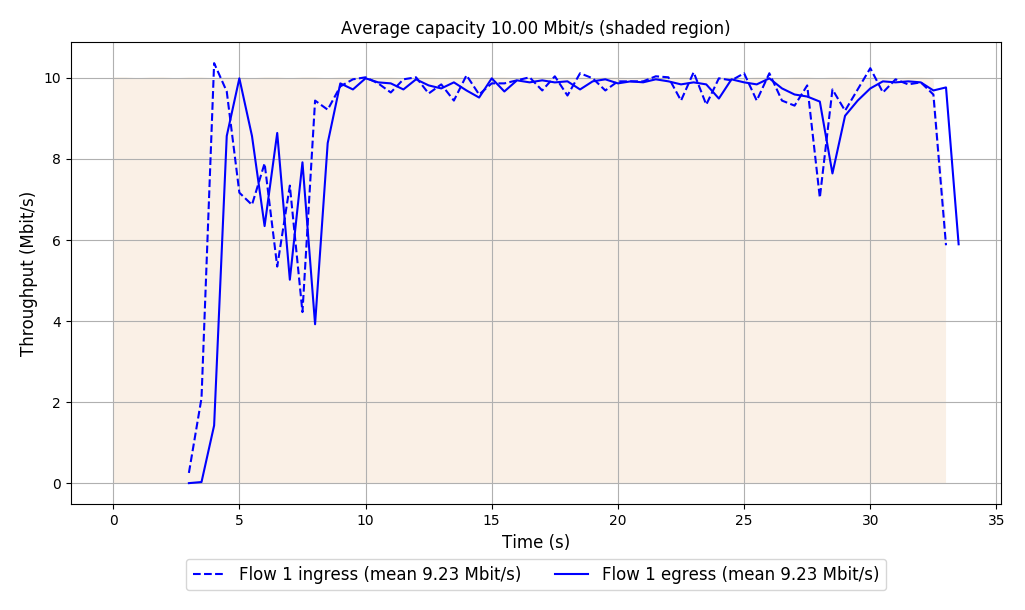 Average capacity 10.00 Mbit/s (shaded region)
Throughput (Mbit/s)
10
8
6
4
2
0
0 5 10 15 20 25 30 35
Time (s)
Flow 1 ingress (mean 9.23 Mbit/s) Flow 1 egress (mean 9.23 Mbit/s)